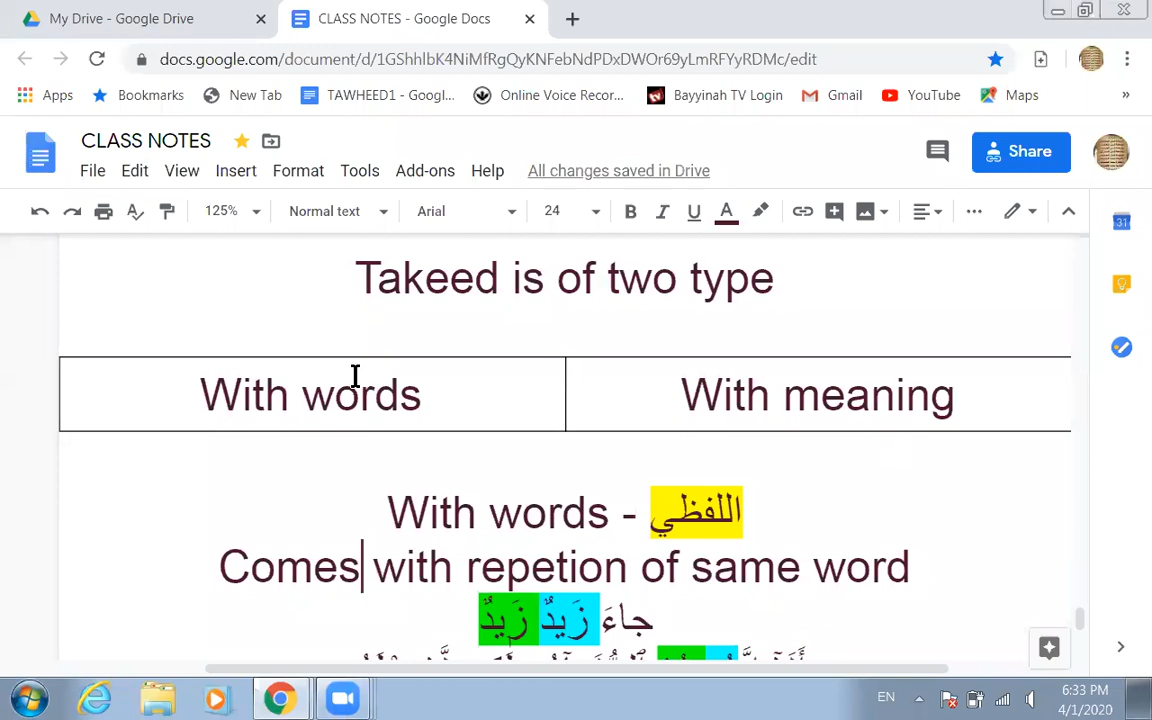 My Drive - Google Drive
CLASS NOTES - Google Docs
docs.google.com/document/d/1GShhlbK4NiMfRgQyKNFebNdPDxDWOr69yLmRFYyRDMc/edit
Apps Bookmarks New Tab TAWHEED1 - Googl... Online Voice Recor... Bayyinah TV Login Gmail YouTube Maps »
CLASS NOTES
Share
File Edit View Insert Format Tools Add-ons Help All changes saved in Drive
125% Normal text Arial 24 B I U A
31
Takeed is of two type
With words With meaning
With words - اللفظي
Comes with repetion of same word
جاءَ زَيدٌ زَيدٌ
EN 6:33 PM
4/1/2020